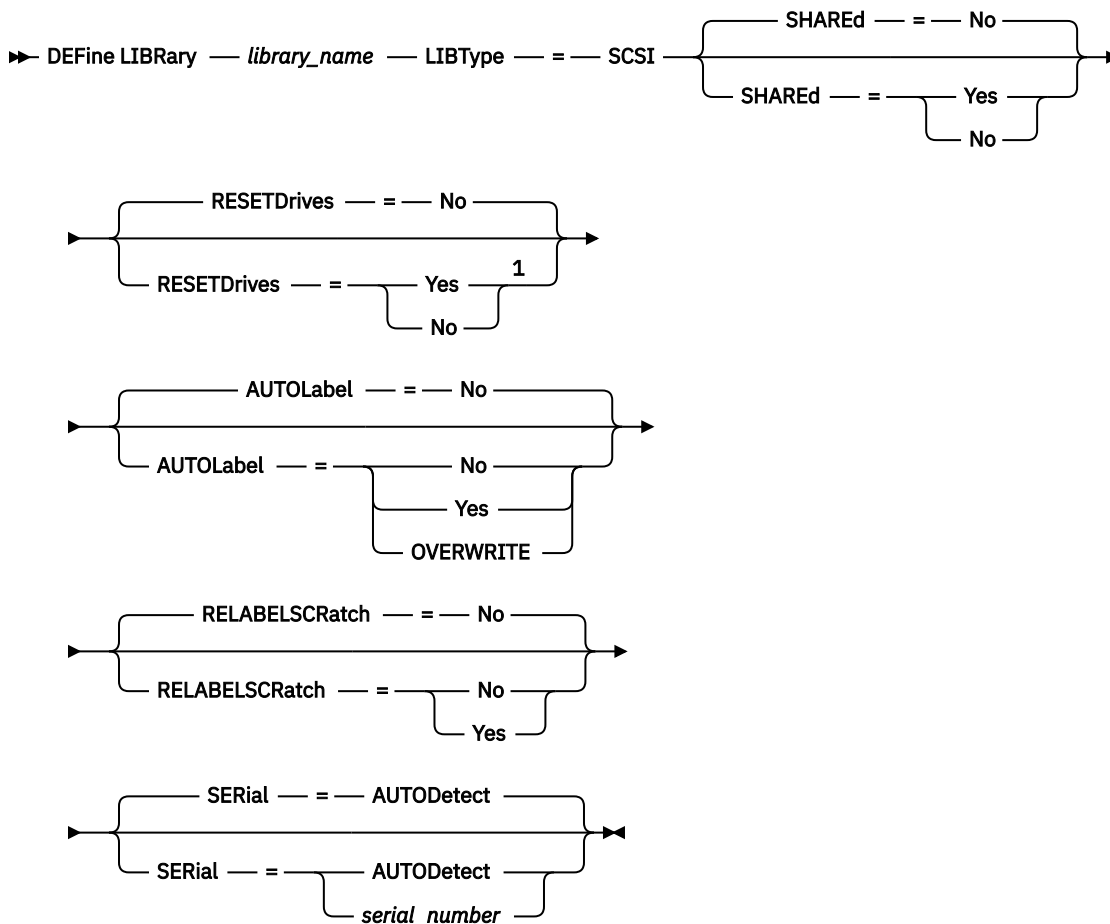 SHAREd = No
DEFine LIBRary library_name LIBType = SCSI
SHAREd = Yes
No
RESETDrives = No
RESETDrives = Yes 1
No
AUTOLabel = No
AUTOLabel = No
Yes
OVERWRITE
RELABELSCRatch = No
RELABELSCRatch = No
Yes
SERial = AUTODetect
SERial = AUTODetect
serial_number